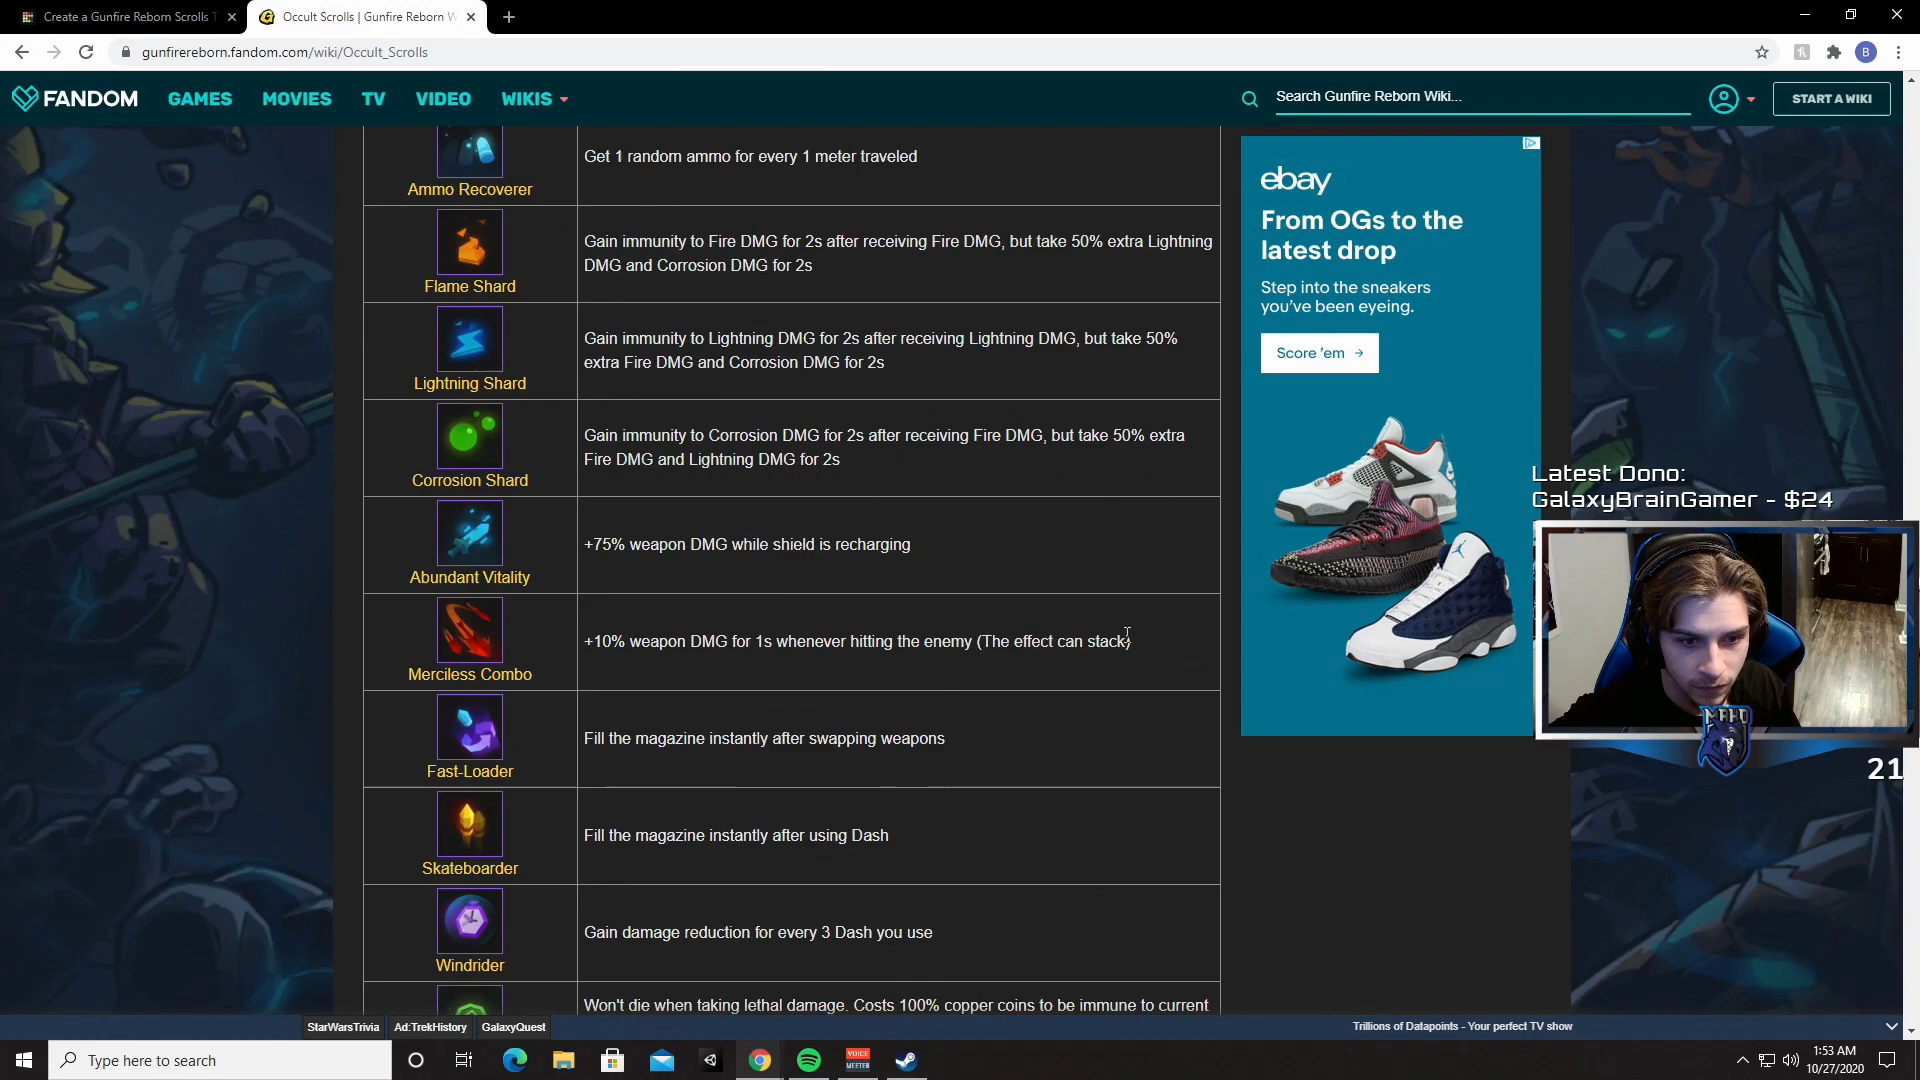 Create a Gunfire Reborn Scrolls T
Occult Scrolls | Gunfire Reborn W
gunfirereborn.fandom.com/wiki/Occult_Scrolls
B
FANDOM
GAMES
MOVIES
TV
VIDEO
WIKIS
Search Gunfire Reborn Wiki...
START A WIKI
Ammo Recoverer
Get 1 random ammo for every 1 meter traveled
Flame Shard
Gain immunity to Fire DMG for 2s after receiving Fire DMG, but take 50% extra Lightning
DMG and Corrosion DMG for 2s
Lightning Shard
Gain immunity to Lightning DMG for 2s after receiving Lightning DMG, but take 50%
extra Fire DMG and Corrosion DMG for 2s
Corrosion Shard
Gain immunity to Corrosion DMG for 2s after receiving Fire DMG, but take 50% extra
Fire DMG and Lightning DMG for 2s
Abundant Vitality
+75% weapon DMG while shield is recharging
Merciless Combo
+10% weapon DMG for 1s whenever hitting the enemy (The effect can stack)
Fast-Loader
Fill the magazine instantly after swapping weapons
Skateboarder
Fill the magazine instantly after using Dash
Windrider
Gain damage reduction for every 3 Dash you use
Won't die when taking lethal damage. Costs 100% copper coins to be immune to current
ebay
From OGs to the
latest drop
Step into the sneakers
you've been eyeing.
Score 'em →
Latest Dono:
GalaxyBrainGamer - $24
21
StarWarsTrivia
Ad:TrekHistory
GalaxyQuest
Trillions of Datapoints - Your perfect TV show
Type here to search
VOICE
MEETER
1:53 AM
10/27/2020